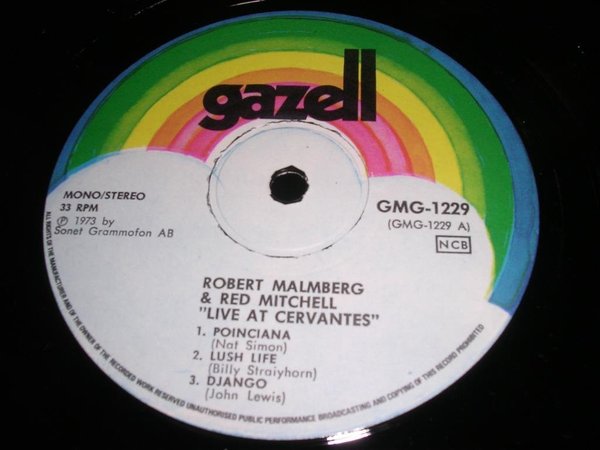 gazell
MONO/STEREO
33 RPM
Ⓟ 1973 by
Sonet Grammofon AB
GMG-1229
(GMG-1229 A)
NCB
ROBERT MALMBERG
& RED MITCHELL
"LIVE AT CERVANTES"
1. POINCIANA
(Nat Simon)
2. LUSH LIFE
(Billy Straiyhorn)
3. DJANGO
(John Lewis)
ALL RIGHTS OF THE MANUFACTURER AND OF THE OWNER OF THE RECORDED WORK RESERVED UNAUTHORISED PUBLIC PERFORMANCE BROADCASTING AND COPYING OF THIS RECORD PROHIBITED